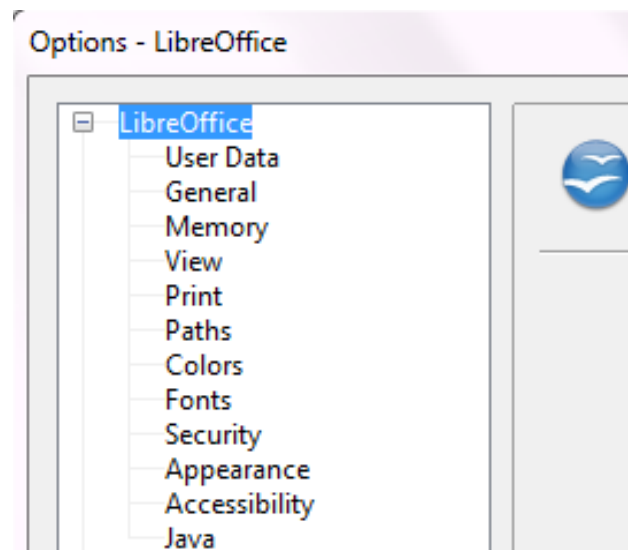 Options - LibreOffice
LibreOffice
User Data
General
Memory
View
Print
Paths
Colors
Fonts
Security
Appearance
Accessibility
Java